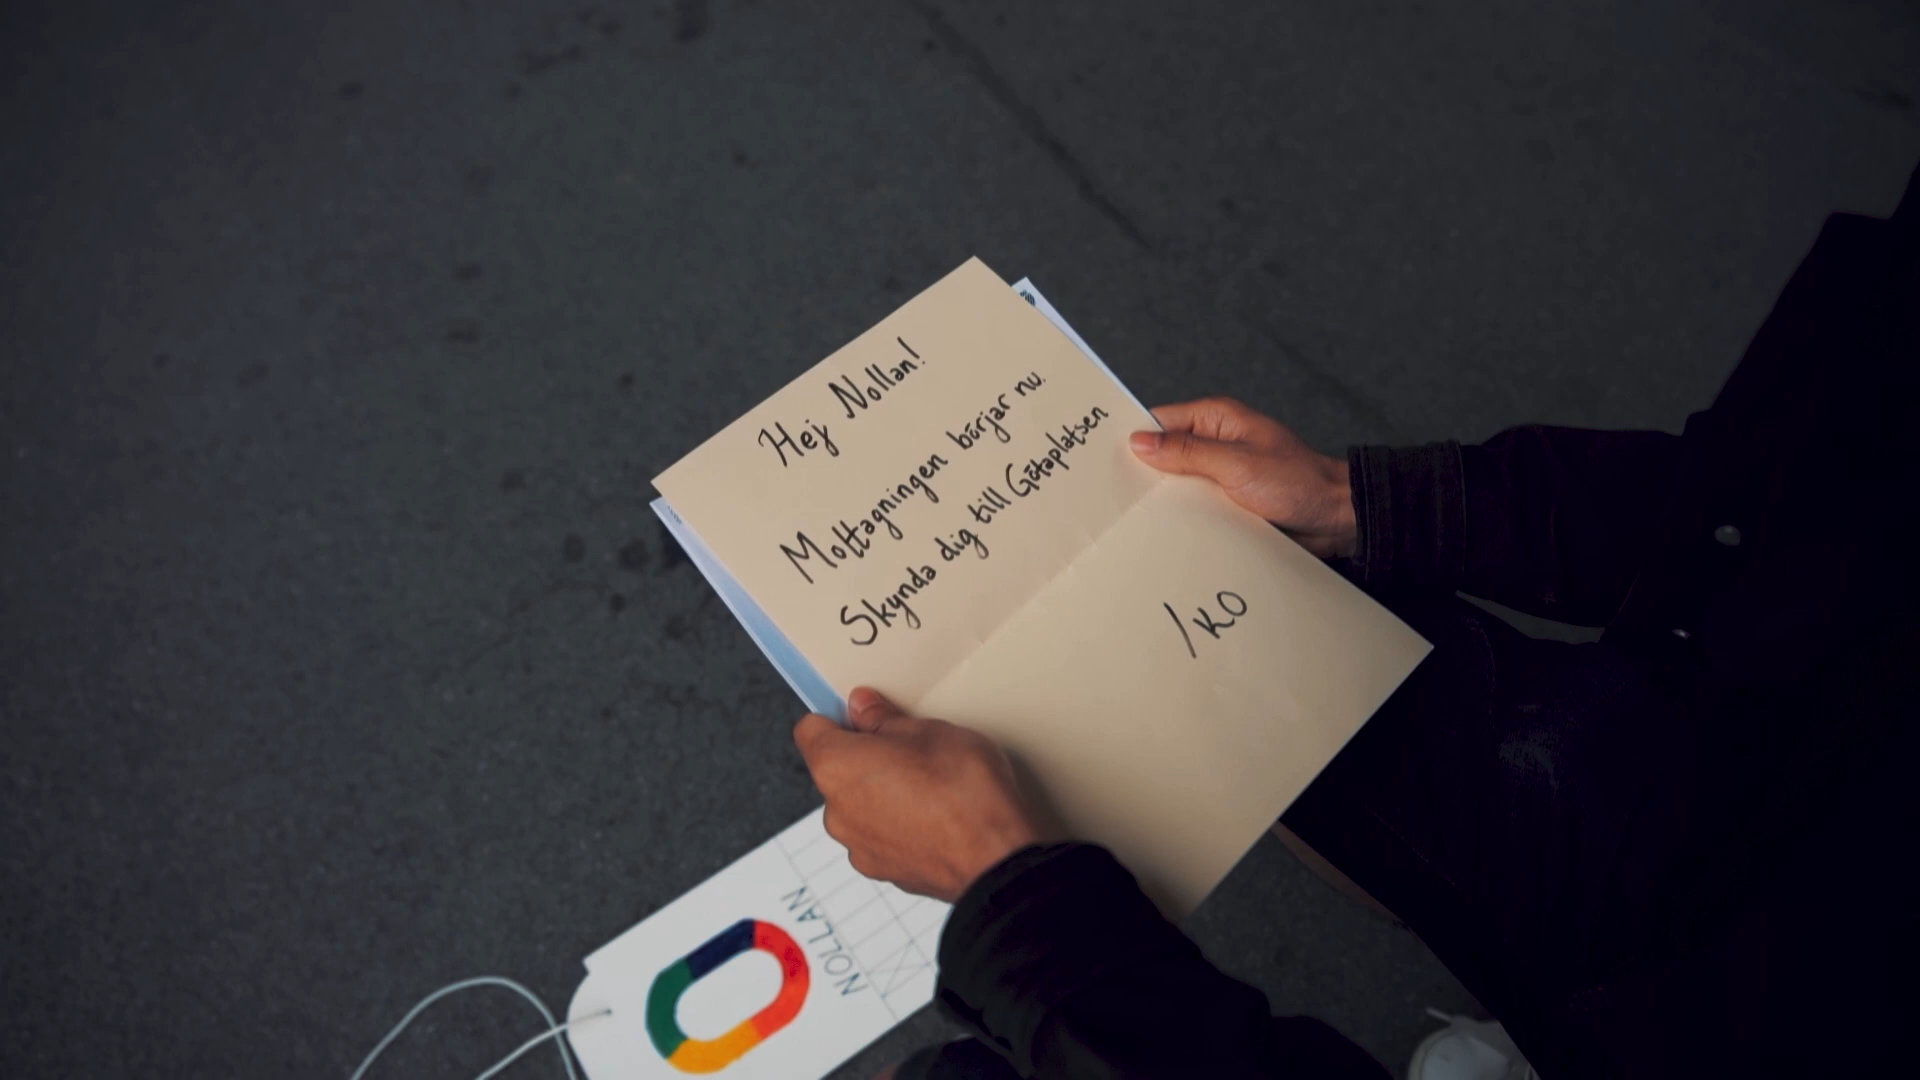 Hej Nollan!
Mottagningen börjar nu.
Skynda dig till Götaplatsen
/KO
NOLLAN